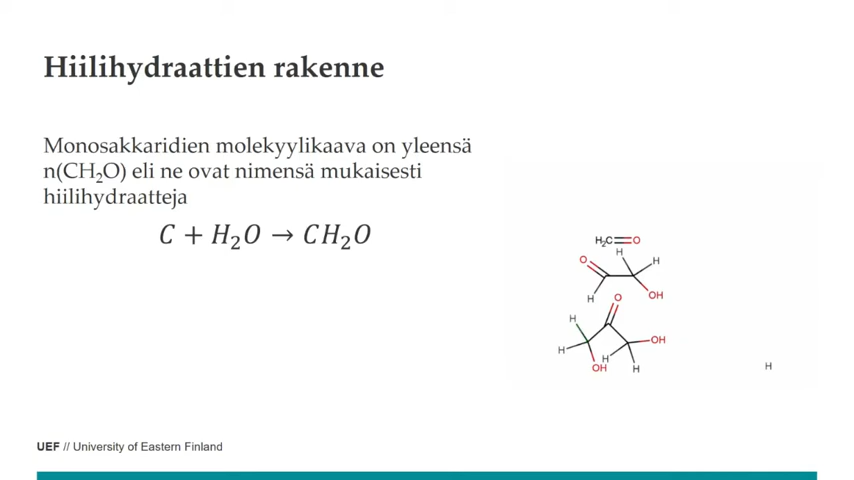 Hiilihydraattien rakenne
Monosakkaridien molekyylikaava on yleensä
n(CH₂O) eli ne ovat nimensä mukaisesti
hiilihydraatteja
C + H₂O → CH₂O
H₂C=O
H
O
H
H
OH
O
H
OH
H
H
OH
H
H
UEF // University of Eastern Finland